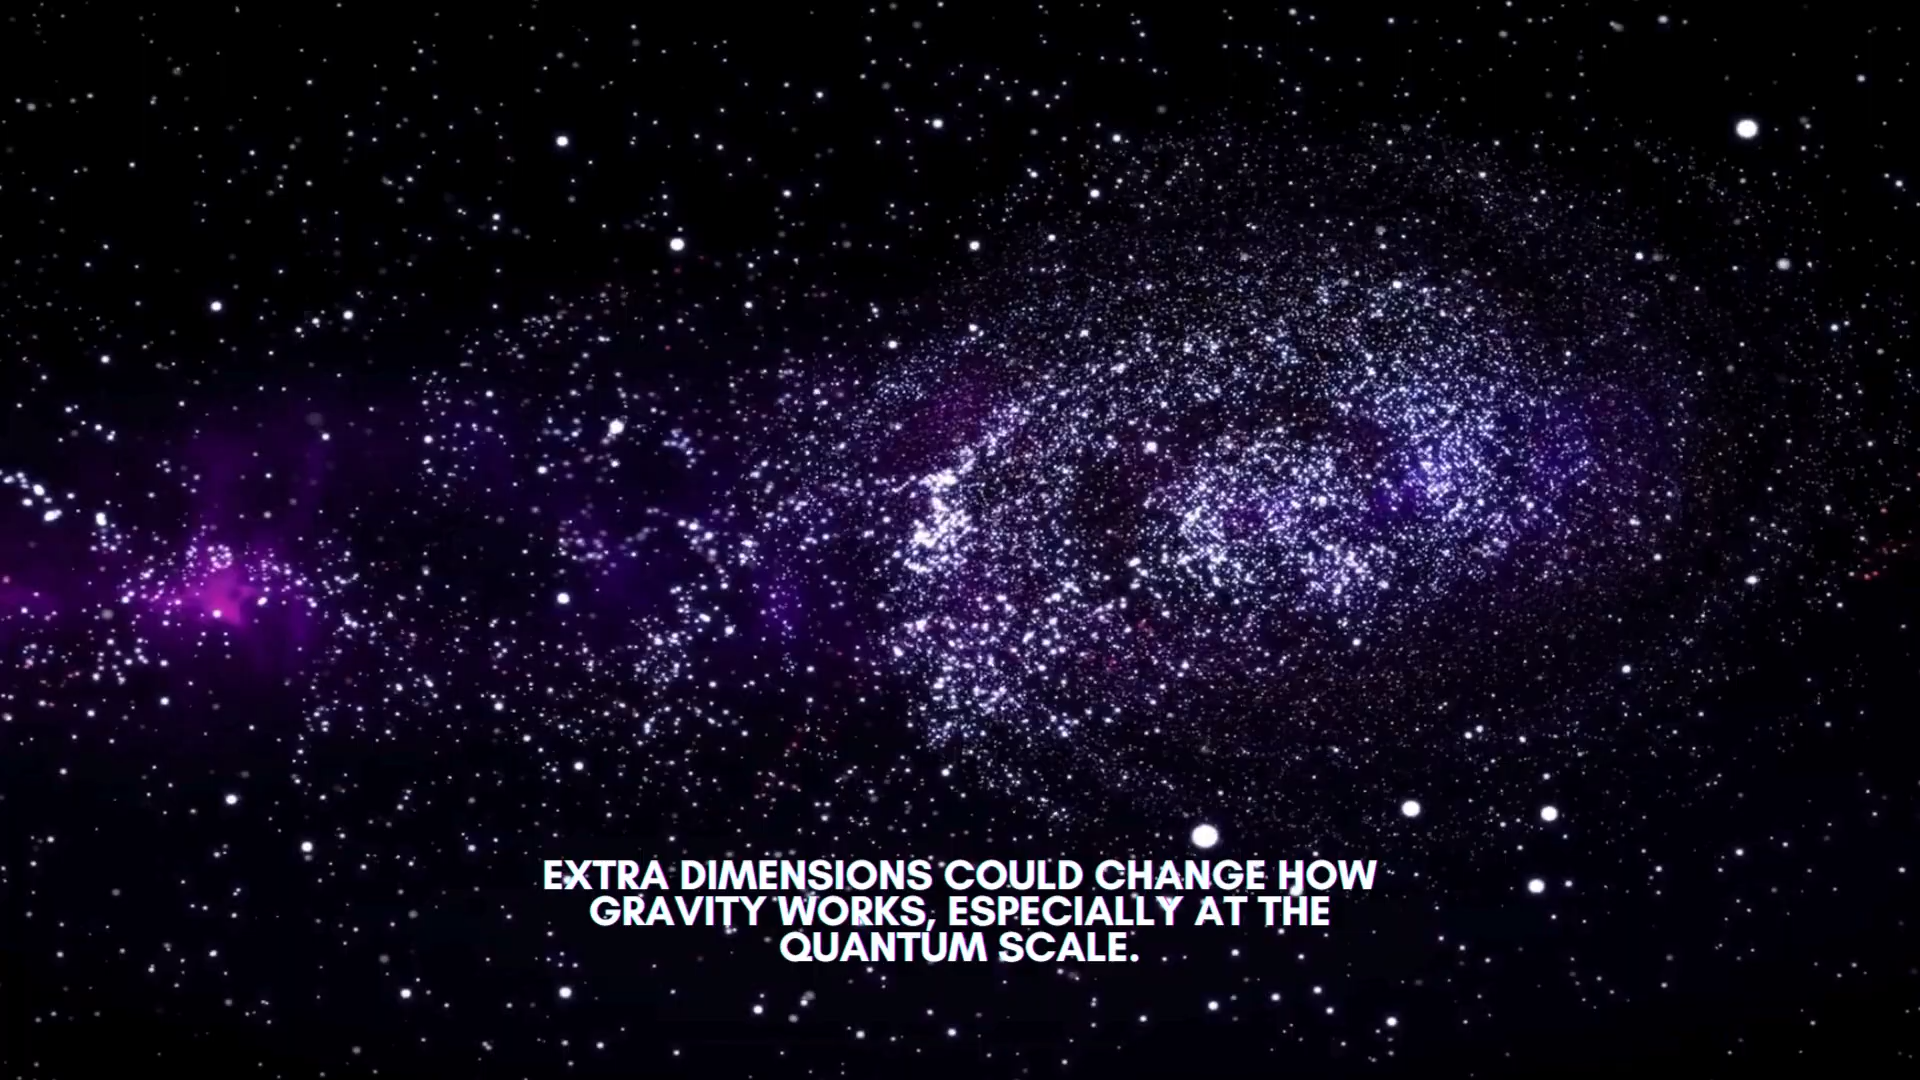 EXTRA DIMENSIONS COULD CHANGE HOW
GRAVITY WORKS, ESPECIALLY AT THE
QUANTUM SCALE.